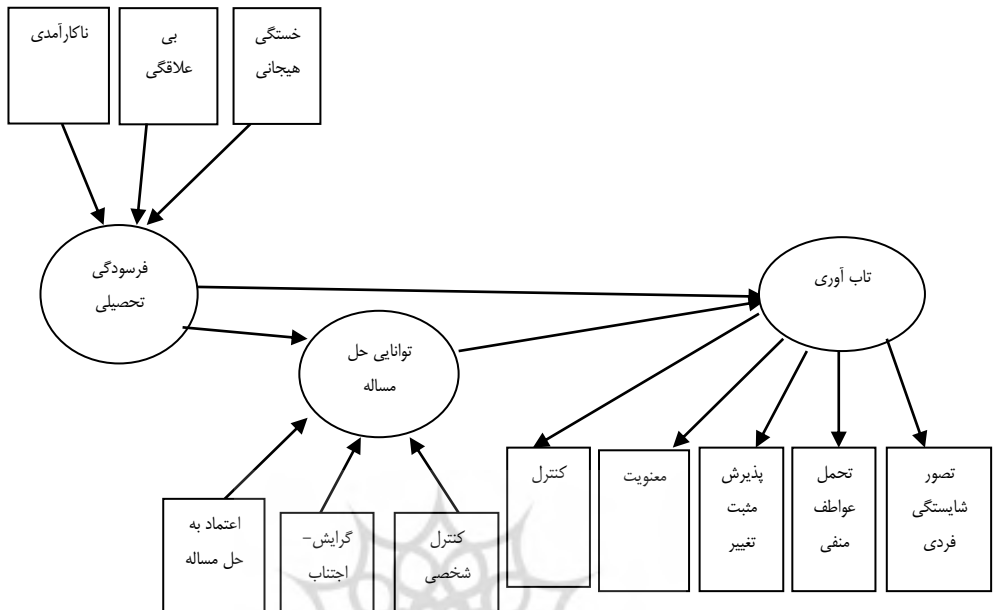 خستگی
هیجانی
بی
علاقگی
ناکارآمدی
فرسودگی
تحصیلی
تاب آوری
توانایی حل
مساله
تصور
شایستگی
فردی
تحمل
عواطف
منفی
پذیرش
مثبت
تغییر
معنویت
کنترل
کنترل
شخصی
گرایش-
اجتناب
اعتماد به
حل مساله